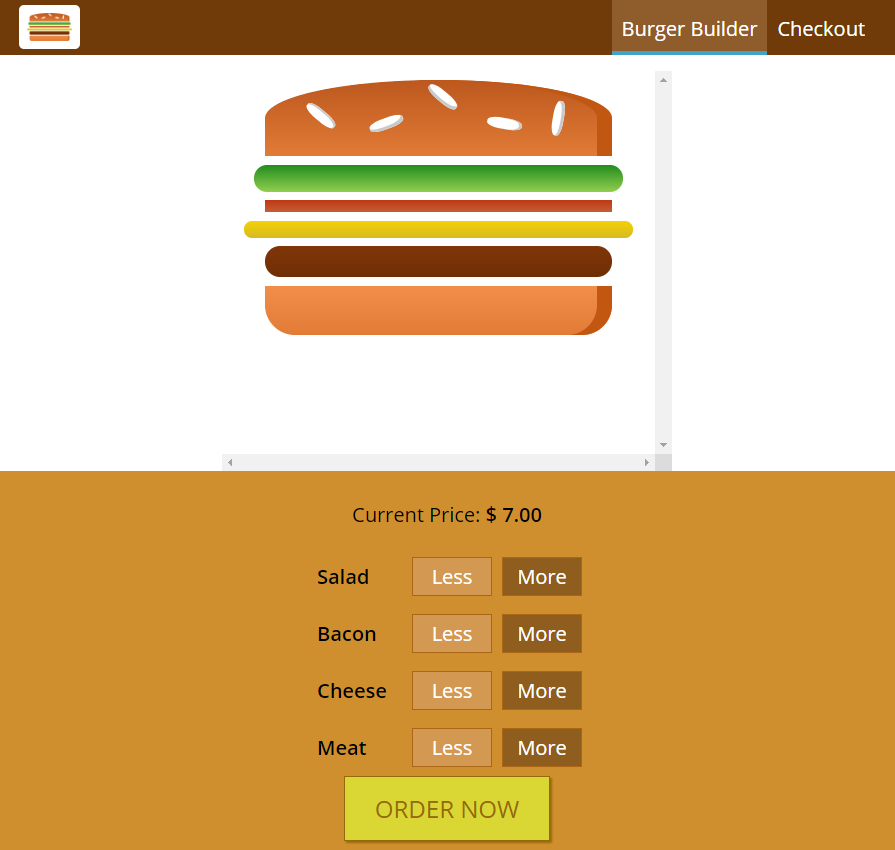 Burger Builder Checkout
Current Price: $ 7.00
Salad Less More
Bacon Less More
Cheese Less More
Meat Less More
ORDER NOW